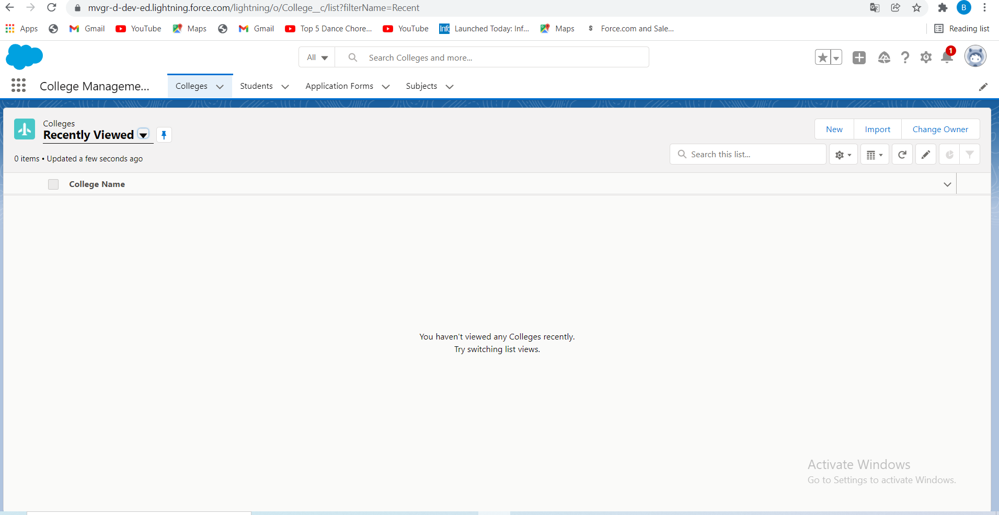 mvgr-d-dev-ed.lightning.force.com/lightning/o/College__c/list?filterName=Recent B
Apps Gmail YouTube Maps Gmail Top 5 Dance Chore... YouTube Info Launched Today: Inf... Maps S Force.com and Sale... Reading list
All Search Colleges and more... 1
College Manageme... Colleges Students Application Forms Subjects
Colleges
Recently Viewed
New Import Change Owner
0 items • Updated a few seconds ago
Search this list...
College Name
You haven't viewed any Colleges recently.
Try switching list views.
Activate Windows
Go to Settings to activate Windows.